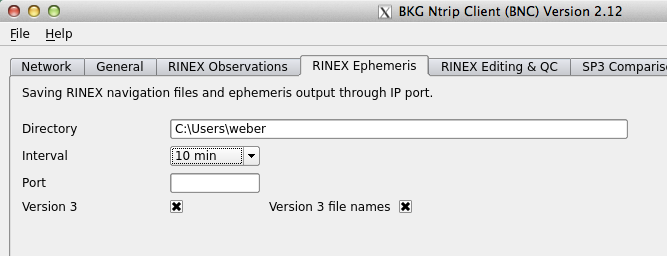 BKG Ntrip Client (BNC) Version 2.12
File Help
Network General RINEX Observations RINEX Ephemeris RINEX Editing & QC SP3 Comparis
Saving RINEX navigation files and ephemeris output through IP port.
Directory C:\Users\weber
Interval 10 min
Port
Version 3 Version 3 file names